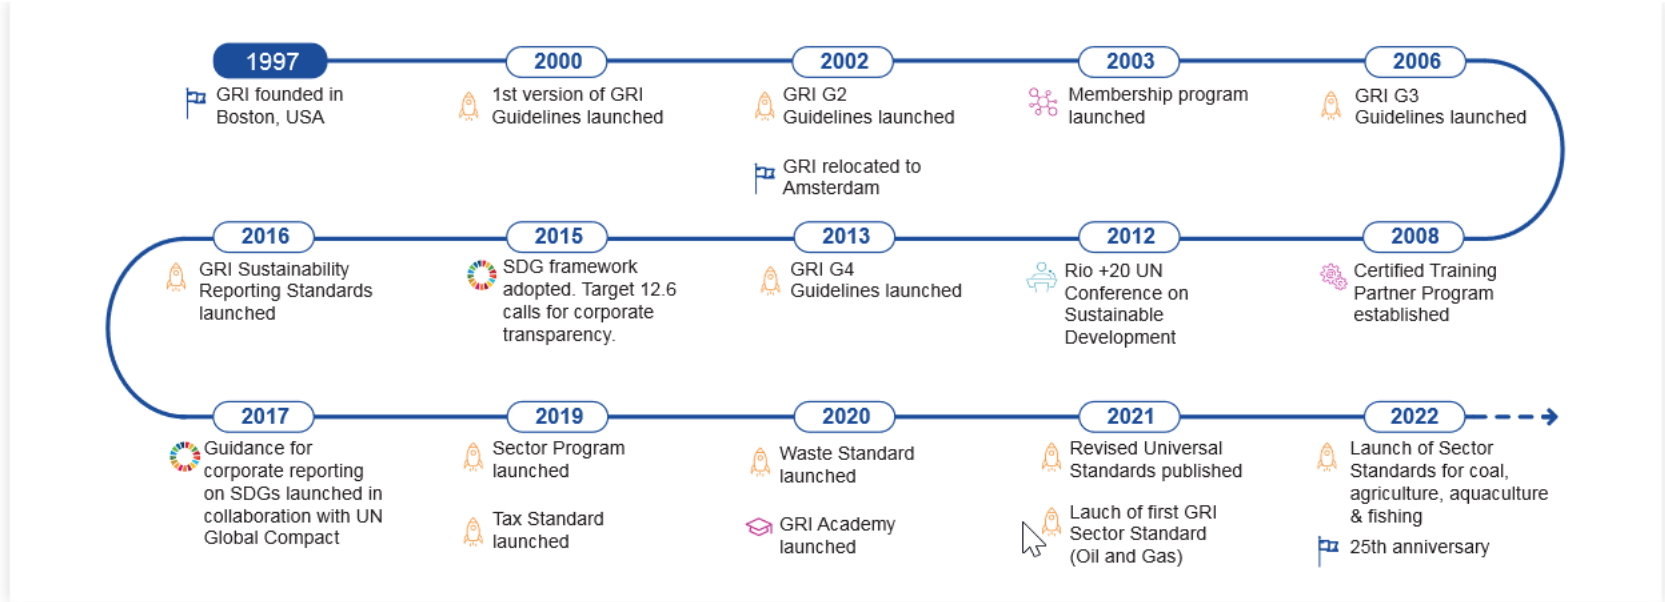 1997
GRI founded in
Boston, USA
2000
1st version of GRI
Guidelines launched
2002
GRI G2
Guidelines launched
GRI relocated to
Amsterdam
2003
Membership program
launched
2006
GRI G3
Guidelines launched
2008
Certified Training
Partner Program
established
2012
Rio +20 UN
Conference on
Sustainable
Development
2013
GRI G4
Guidelines launched
2015
SDG framework
adopted. Target 12.6
calls for corporate
transparency.
2016
GRI Sustainability
Reporting Standards
launched
2017
Guidance for
corporate reporting
on SDGs launched in
collaboration with UN
Global Compact
2019
Sector Program
launched
Tax Standard
launched
2020
Waste Standard
launched
GRI Academy
launched
2021
Revised Universal
Standards published
Lauch of first GRI
Sector Standard
(Oil and Gas)
2022
Launch of Sector
Standards for coal,
agriculture, aquaculture
& fishing
25th anniversary